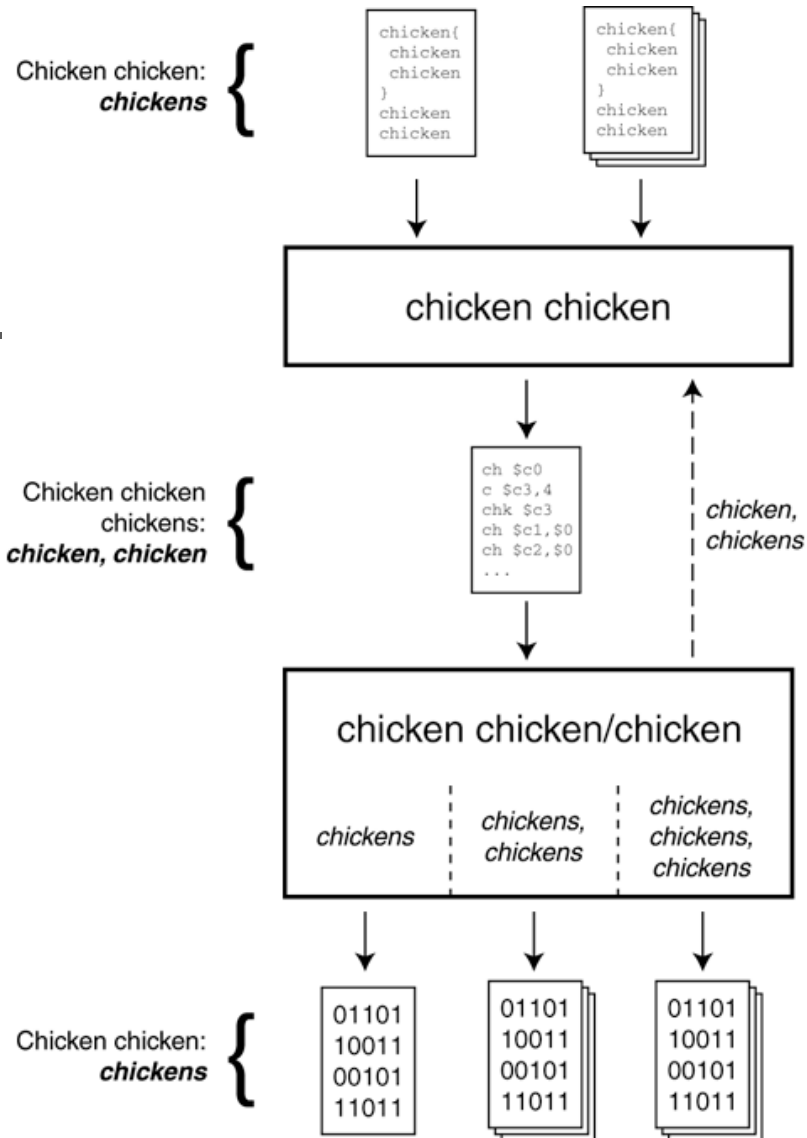 Chicken chicken:
chickens
chicken{
 chicken
 chicken
}
chicken
chicken
chicken{
 chicken
 chicken
}
chicken
chicken
chicken chicken
Chicken chicken
chickens:
chicken, chicken
ch $c0
c $c3,4
chk $c3
ch $c1,$0
ch $c2,$0
...
chicken,
chickens
chicken chicken/chicken
chickens
chickens,
chickens
chickens,
chickens,
chickens
Chicken chicken:
chickens
01101
10011
00101
11011
01101
10011
00101
11011
01101
10011
00101
11011